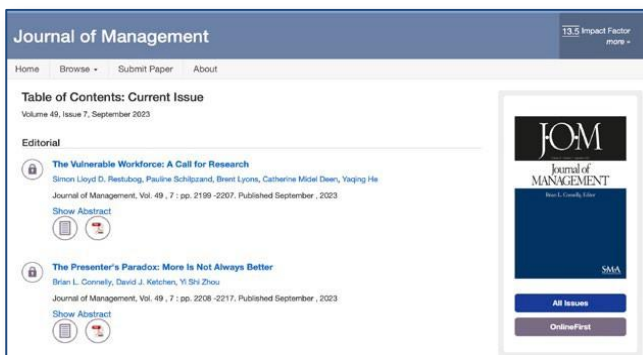 Journal of Management
13.5 Impact Factor
more
Home Browse Submit Paper About
Table of Contents: Current Issue
Volume 49, Issue 7, September 2023
Editorial
The Vulnerable Workforce: A Call for Research
Simon Lloyd D. Restubog, Pauline Schilpzand, Brent Lyons, Catherine Midel Deen, Yaqing He
Journal of Management, Vol. 49 , 7 : pp. 2199 -2207. Published September , 2023
Show Abstract
The Presenter's Paradox: More Is Not Always Better
Brian L. Connelly, David J. Ketchen, Yi Shi Zhou
Journal of Management, Vol. 49 , 7 : pp. 2208 -2217. Published September , 2023
Show Abstract
JOM
Journal of
MANAGEMENT
Brian L. Connelly, Editor
SMA
All Issues
OnlineFirst